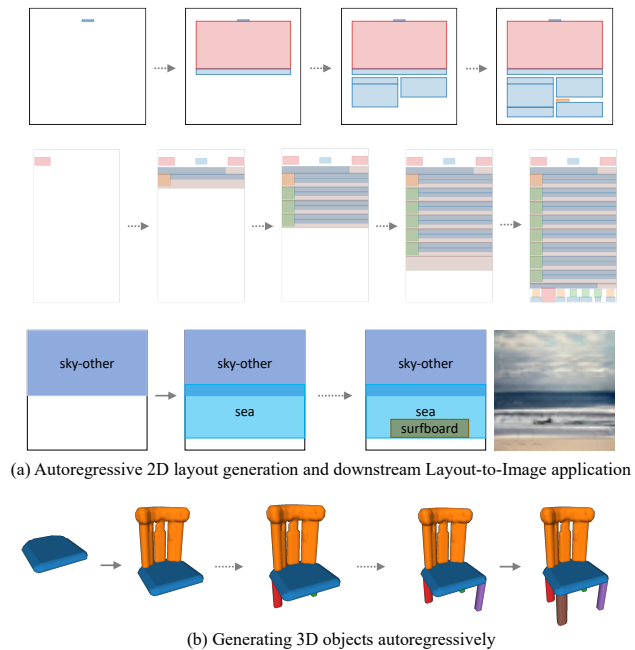 sky-other
sky-other
sky-other
sea
sea
surfboard
(a) Autoregressive 2D layout generation and downstream Layout-to-Image application
(b) Generating 3D objects autoregressively